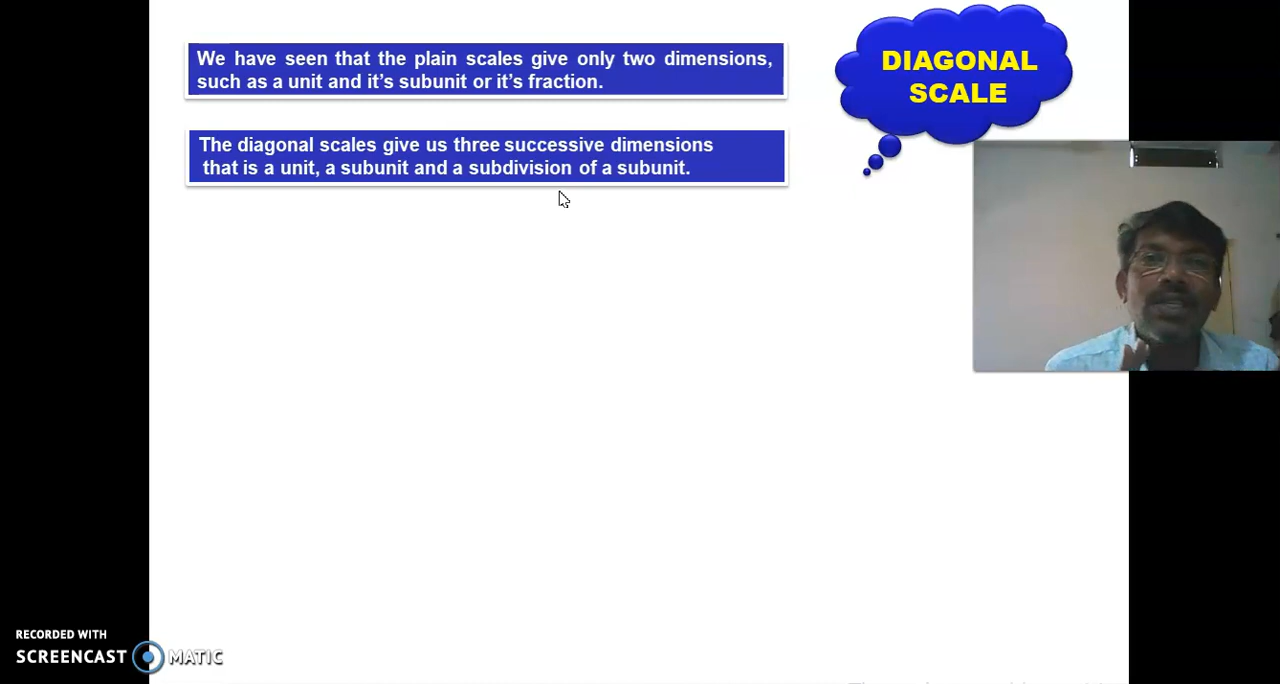 We have seen that the plain scales give only two dimensions,
such as a unit and it's subunit or it's fraction.
DIAGONAL
SCALE
The diagonal scales give us three successive dimensions
that is a unit, a subunit and a subdivision of a subunit.
RECORDED WITH
SCREENCAST MATIC